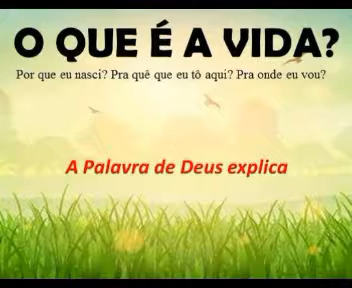 O QUE É A VIDA?
Por que eu nasci? Pra quê que eu tô aqui? Pra onde eu vou?
A Palavra de Deus explica